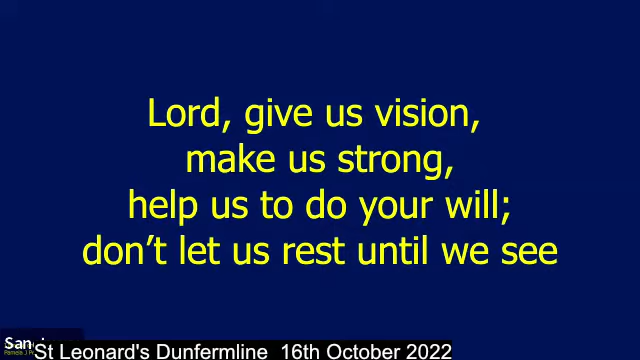 Lord, give us vision,
make us strong,
help us to do your will;
don't let us rest until we see
St Leonard's Dunfermline 16th October 2022